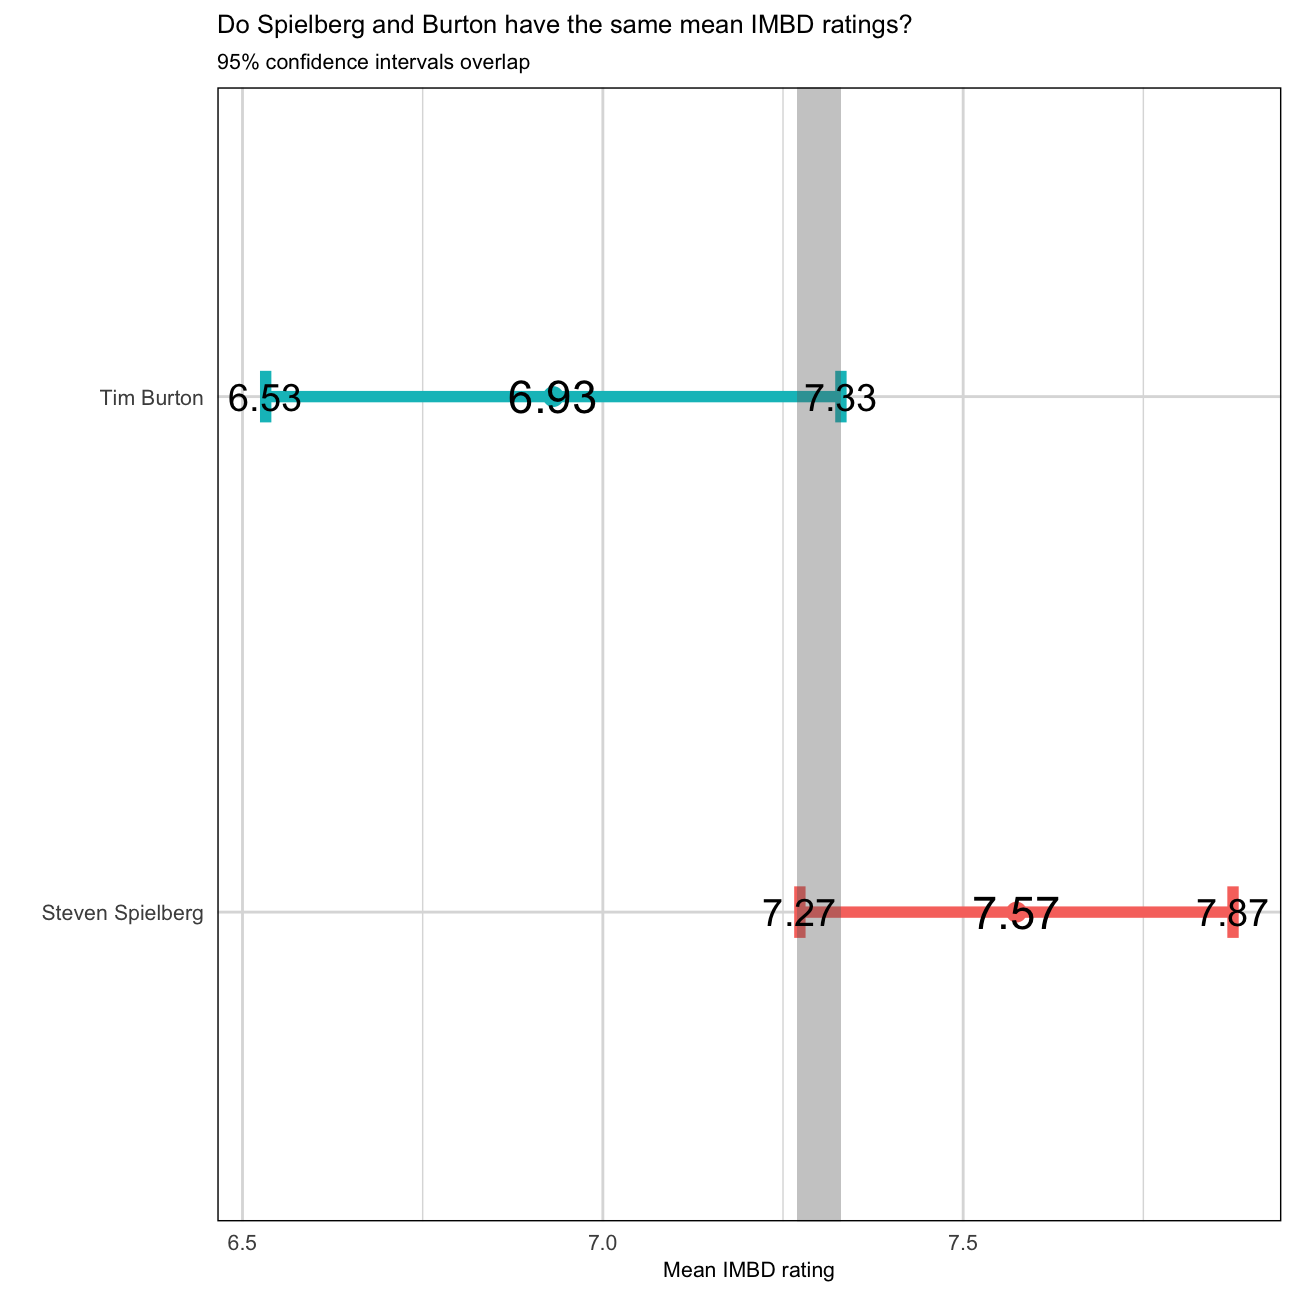 Do Spielberg and Burton have the same mean IMBD ratings?
95% confidence intervals overlap
Tim Burton
6.53
6.93
7.33
Steven Spielberg
7.27
7.57
7.87
6.5
7.0
7.5
Mean IMBD rating